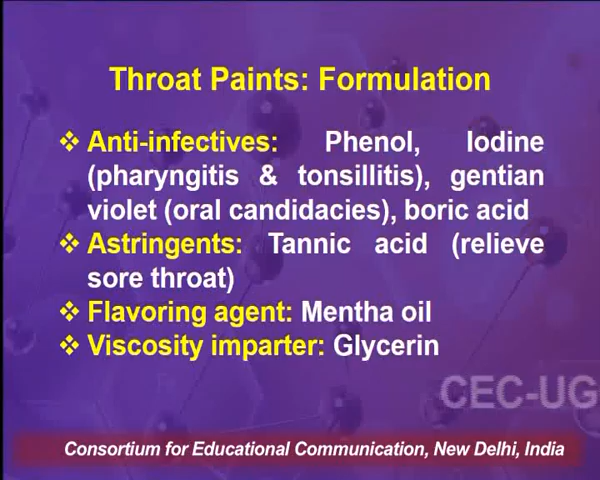 Throat Paints: Formulation
❖ Anti-infectives: Phenol, Iodine
(pharyngitis & tonsillitis), gentian
violet (oral candidacies), boric acid
❖ Astringents: Tannic acid (relieve
sore throat)
❖ Flavoring agent: Mentha oil
❖ Viscosity imparter: Glycerin
CEC-UG
Consortium for Educational Communication, New Delhi, India